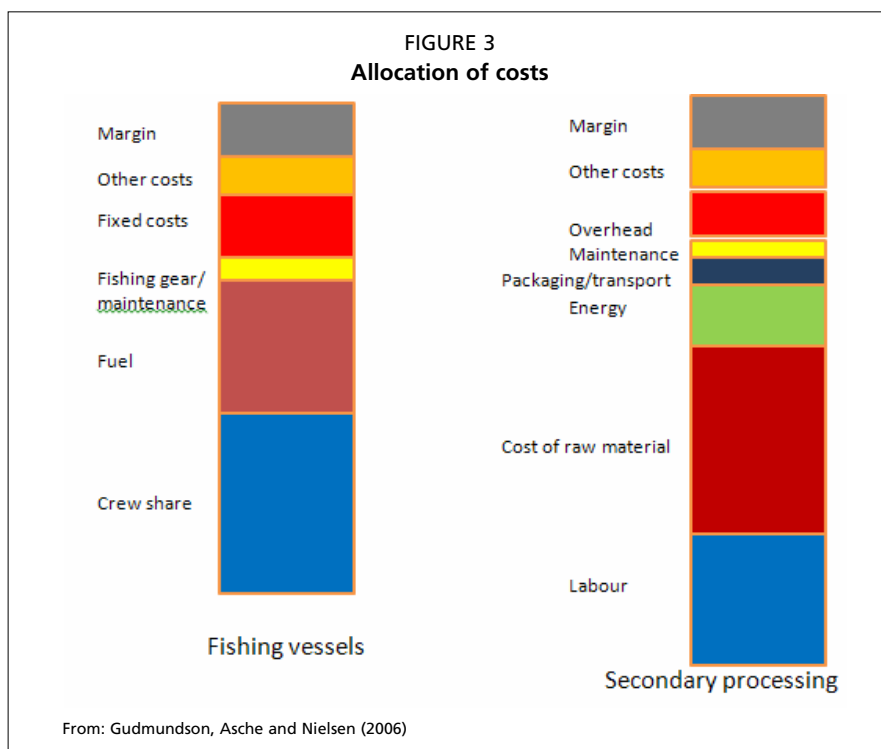 FIGURE 3
Allocation of costs
Margin
Other costs
Fixed costs
Fishing gear/
maintenance
Fuel
Crew share
Fishing vessels
Margin
Other costs
Overhead
Maintenance
Packaging/transport
Energy
Cost of raw material
Labour
Secondary processing
From: Gudmundson, Asche and Nielsen (2006)